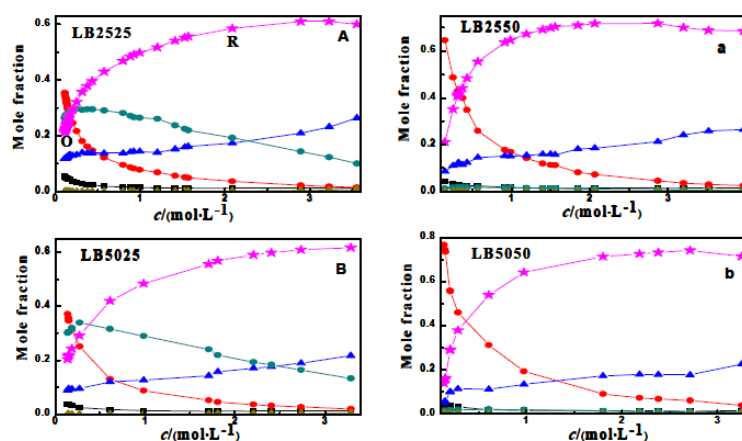 LB2525 A
R
O
Mole fraction
0.6
0.4
0.2
0.0
0 1 2 3
c/(mol·L-1)
LB2550 a
Mole fraction
0.6
0.4
0.2
0.0
0 1 2 3
c/(mol·L-1)
LB5025 B
Mole fraction
0.6
0.4
0.2
0.0
0 1 2 3
c/(mol·L-1)
LB5050 b
Mole fraction
0.8
0.6
0.4
0.2
0.0
0 1 2 3
c/(mol·L-1)